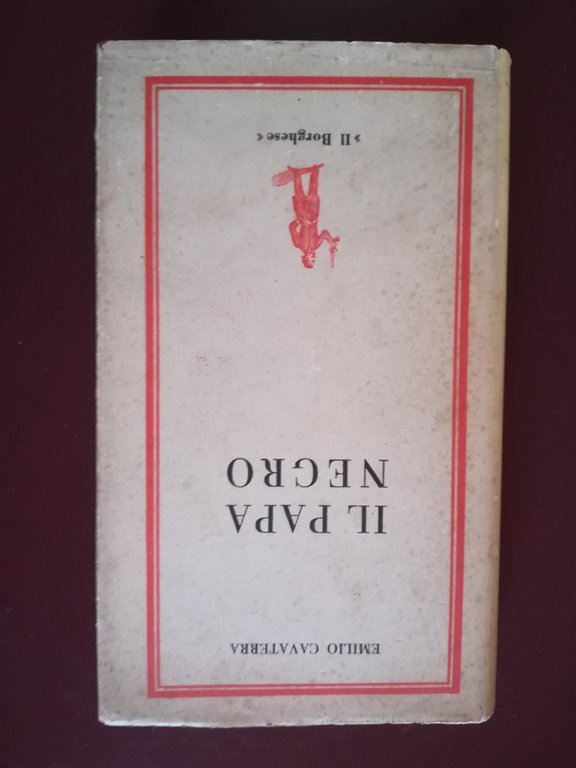 EMILIO CAVATERRA
IL PAPA
NEGRO
« Il Borghese »